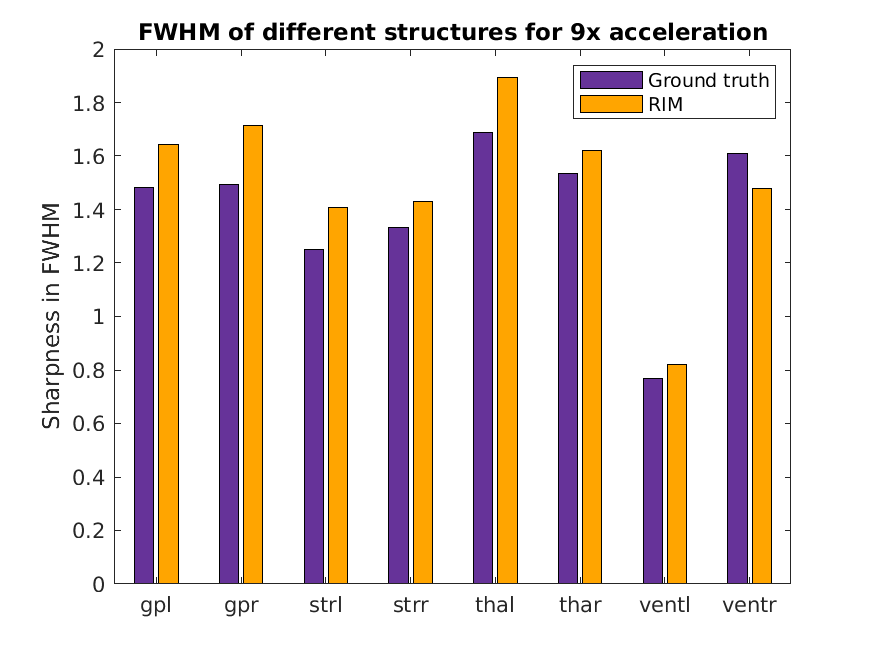 FWHM of different structures for 9x acceleration
Ground truth
RIM
Sharpness in FWHM
2
1.8
1.6
1.4
1.2
1
0.8
0.6
0.4
0.2
0
gpl gpr strl strr thal thar ventl ventr